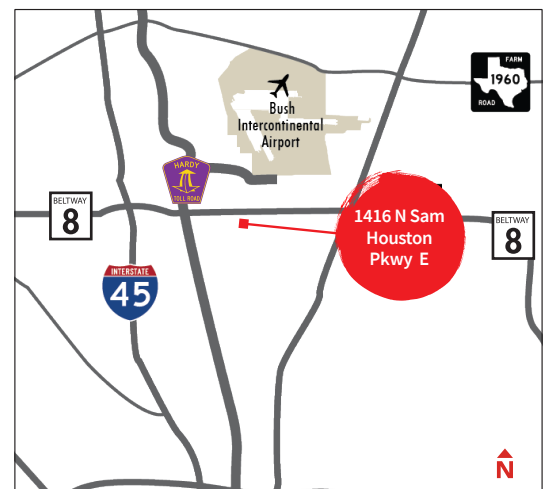 FARM
1960
ROAD
Bush
Intercontinental
Airport
HARDY
TOLL ROAD
BELTWAY
8
1416 N Sam
Houston
Pkwy E
BELTWAY
8
INTERSTATE
45
N